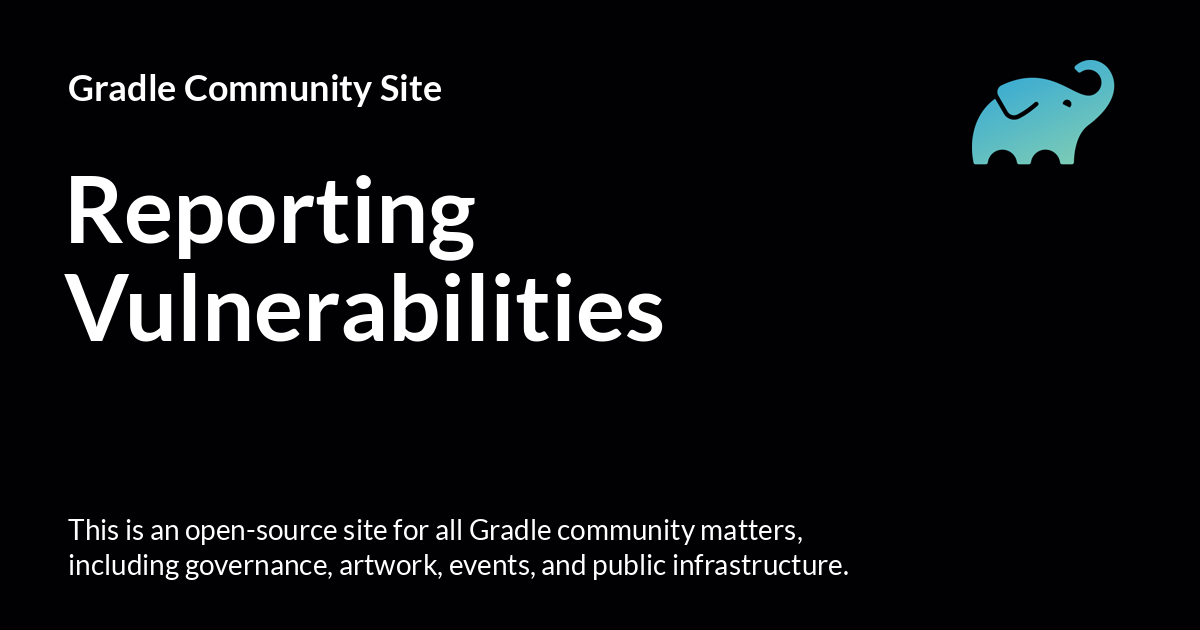 Gradle Community Site
Reporting
Vulnerabilities
This is an open-source site for all Gradle community matters,
including governance, artwork, events, and public infrastructure.